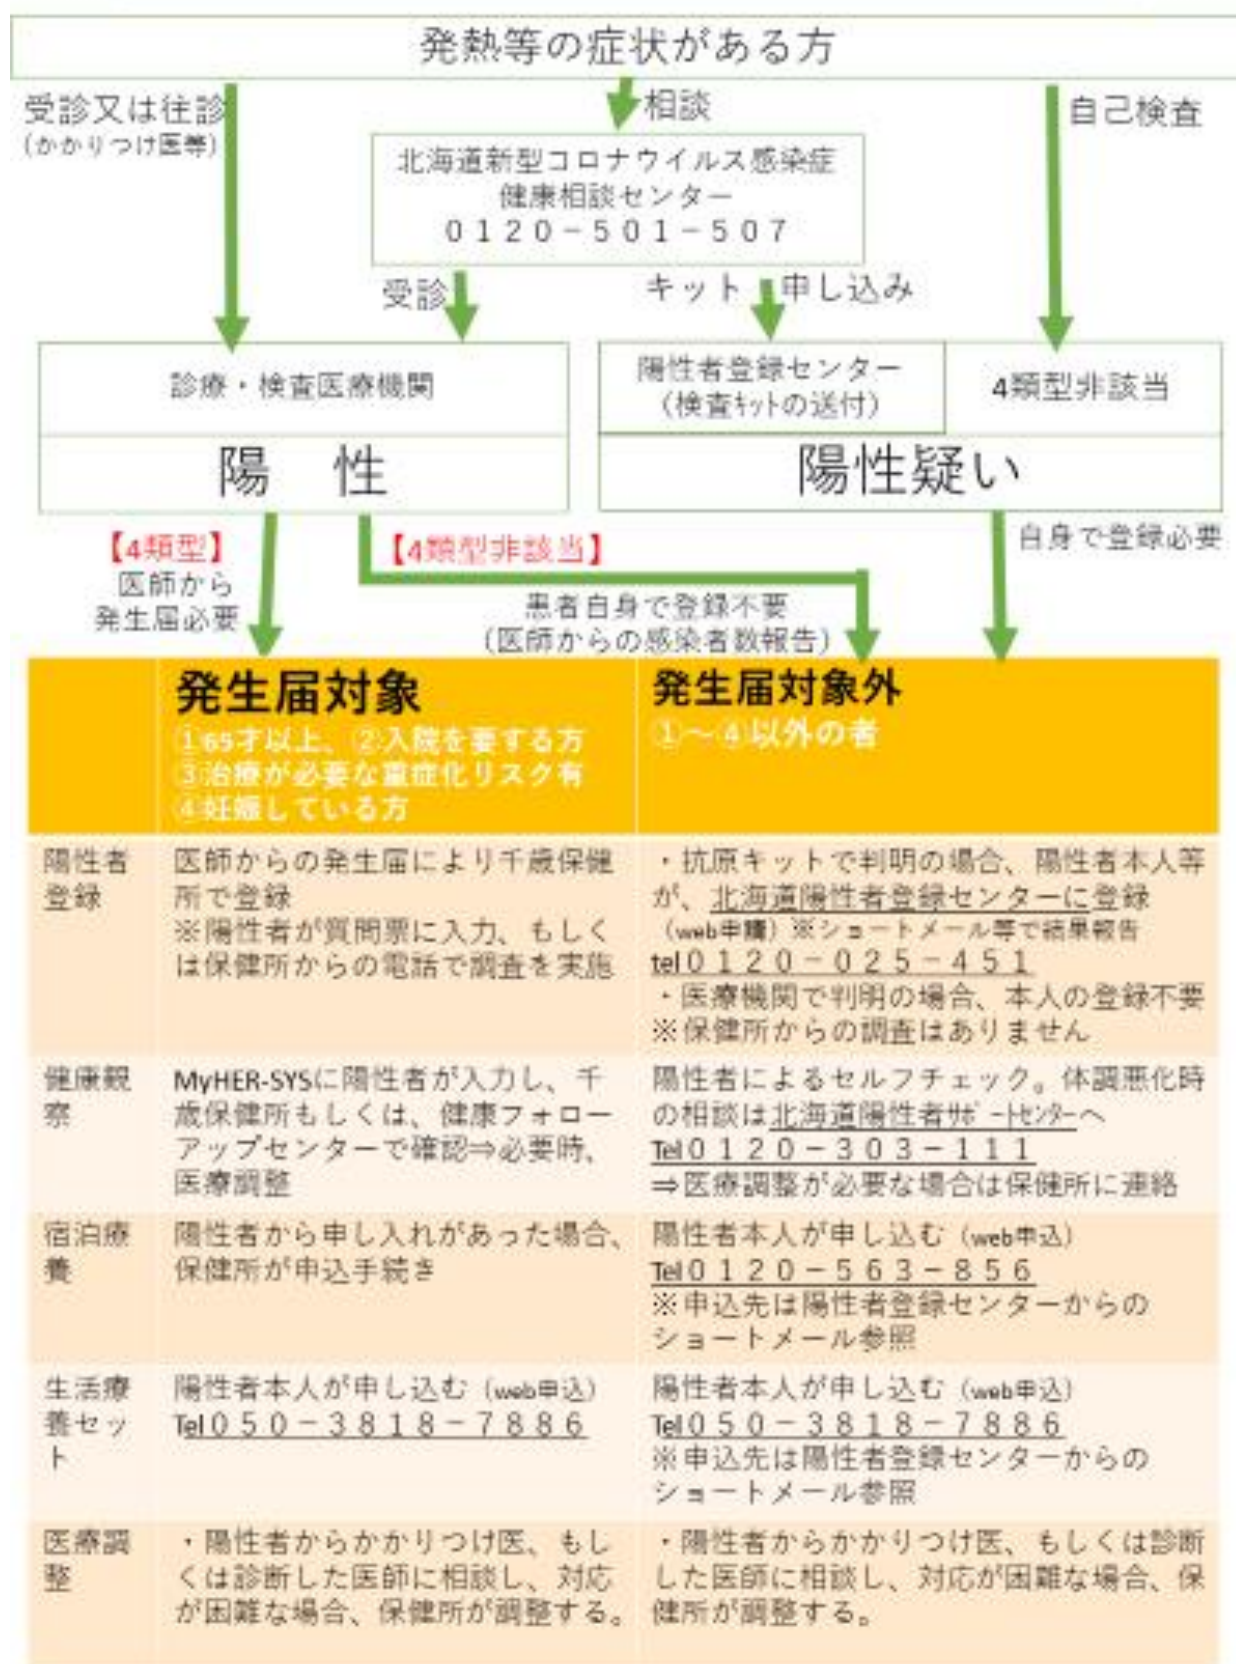 発熱等の症状がある方
受診又は往診
(かかりつけ医等)
相談
自己検査
北海道新型コロナウイルス感染症
健康相談センター
０１２０－５０１－５０７
受診
キット 申し込み
診療・検査医療機関
陽性者登録センター
(検査ｷｯﾄの送付)
4類型非該当
陽　性
陽性疑い
【4類型】
医師から
発生届必要
【4類型非該当】
患者自身で登録不要
(医師からの感染者数報告)
自身で登録必要
発生届対象
①65才以上、②入院を要する方
③治療が必要な重症化リスク有
④妊娠している方
発生届対象外
①～④以外の者
陽性者
登録
医師からの発生届により千歳保健
所で登録
※陽性者が質問票に入力、もしく
は保健所からの電話で調査を実施
・抗原キットで判明の場合、陽性者本人等
が、北海道陽性者登録センターに登録
（web申請）※ショートメール等で結果報告
tel０１２０－０２５－４５１
・医療機関で判明の場合、本人の登録不要
※保健所からの調査はありません
健康観
察
MyHER-SYSに陽性者が入力し、千
歳保健所もしくは、健康フォロー
アップセンターで確認⇒必要時、
医療調整
陽性者によるセルフチェック。体調悪化時
の相談は北海道陽性者ｻﾎﾟｰﾄｾﾝﾀｰへ
Tel０１２０－３０３－１１１
⇒医療調整が必要な場合は保健所に連絡
宿泊療
養
陽性者から申し入れがあった場合、
保健所が申込手続き
陽性者本人が申し込む（web申込）
Tel０１２０－５６３－８５６
※申込先は陽性者登録センターからの
ショートメール参照
生活療
養セッ
ト
陽性者本人が申し込む（web申込）
Tel０５０－３８１８－７８８６
陽性者本人が申し込む（web申込）
Tel０５０－３８１８－７８８６
※申込先は陽性者登録センターからの
ショートメール参照
医療調
整
・陽性者からかかりつけ医、もし
くは診断した医師に相談し、対応
が困難な場合、保健所が調整する。
・陽性者からかかりつけ医、もしくは診断
した医師に相談し、対応が困難な場合、保
健所が調整する。